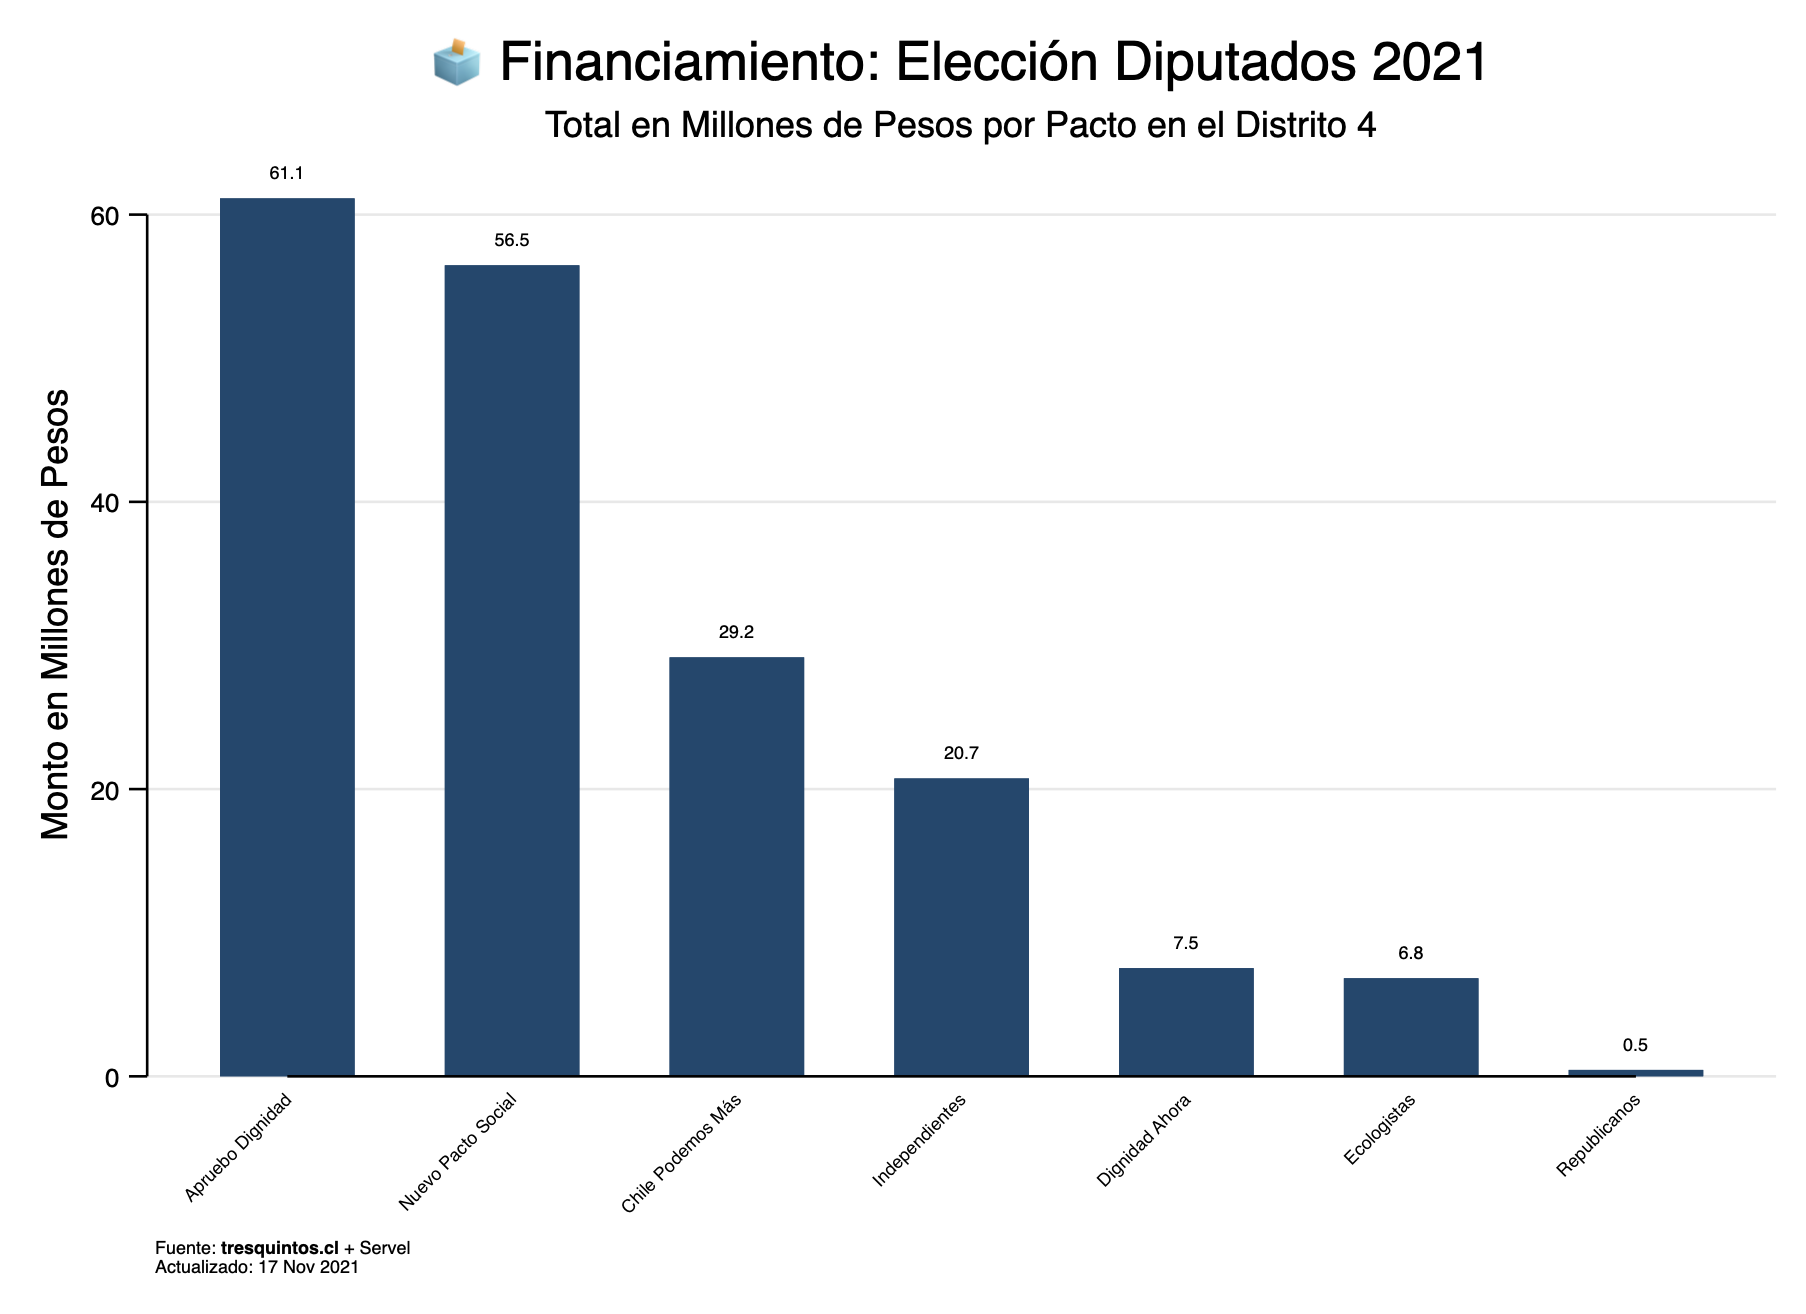 Financiamiento: Elección Diputados 2021
Total en Millones de Pesos por Pacto en el Distrito 4
Monto en Millones de Pesos
60
40
20
0
61.1
56.5
29.2
20.7
7.5
6.8
0.5
Apruebo Dignidad
Nuevo Pacto Social
Chile Podemos Más
Independientes
Dignidad Ahora
Ecologistas
Republicanos
Fuente: tresquintos.cl + Servel
Actualizado: 17 Nov 2021